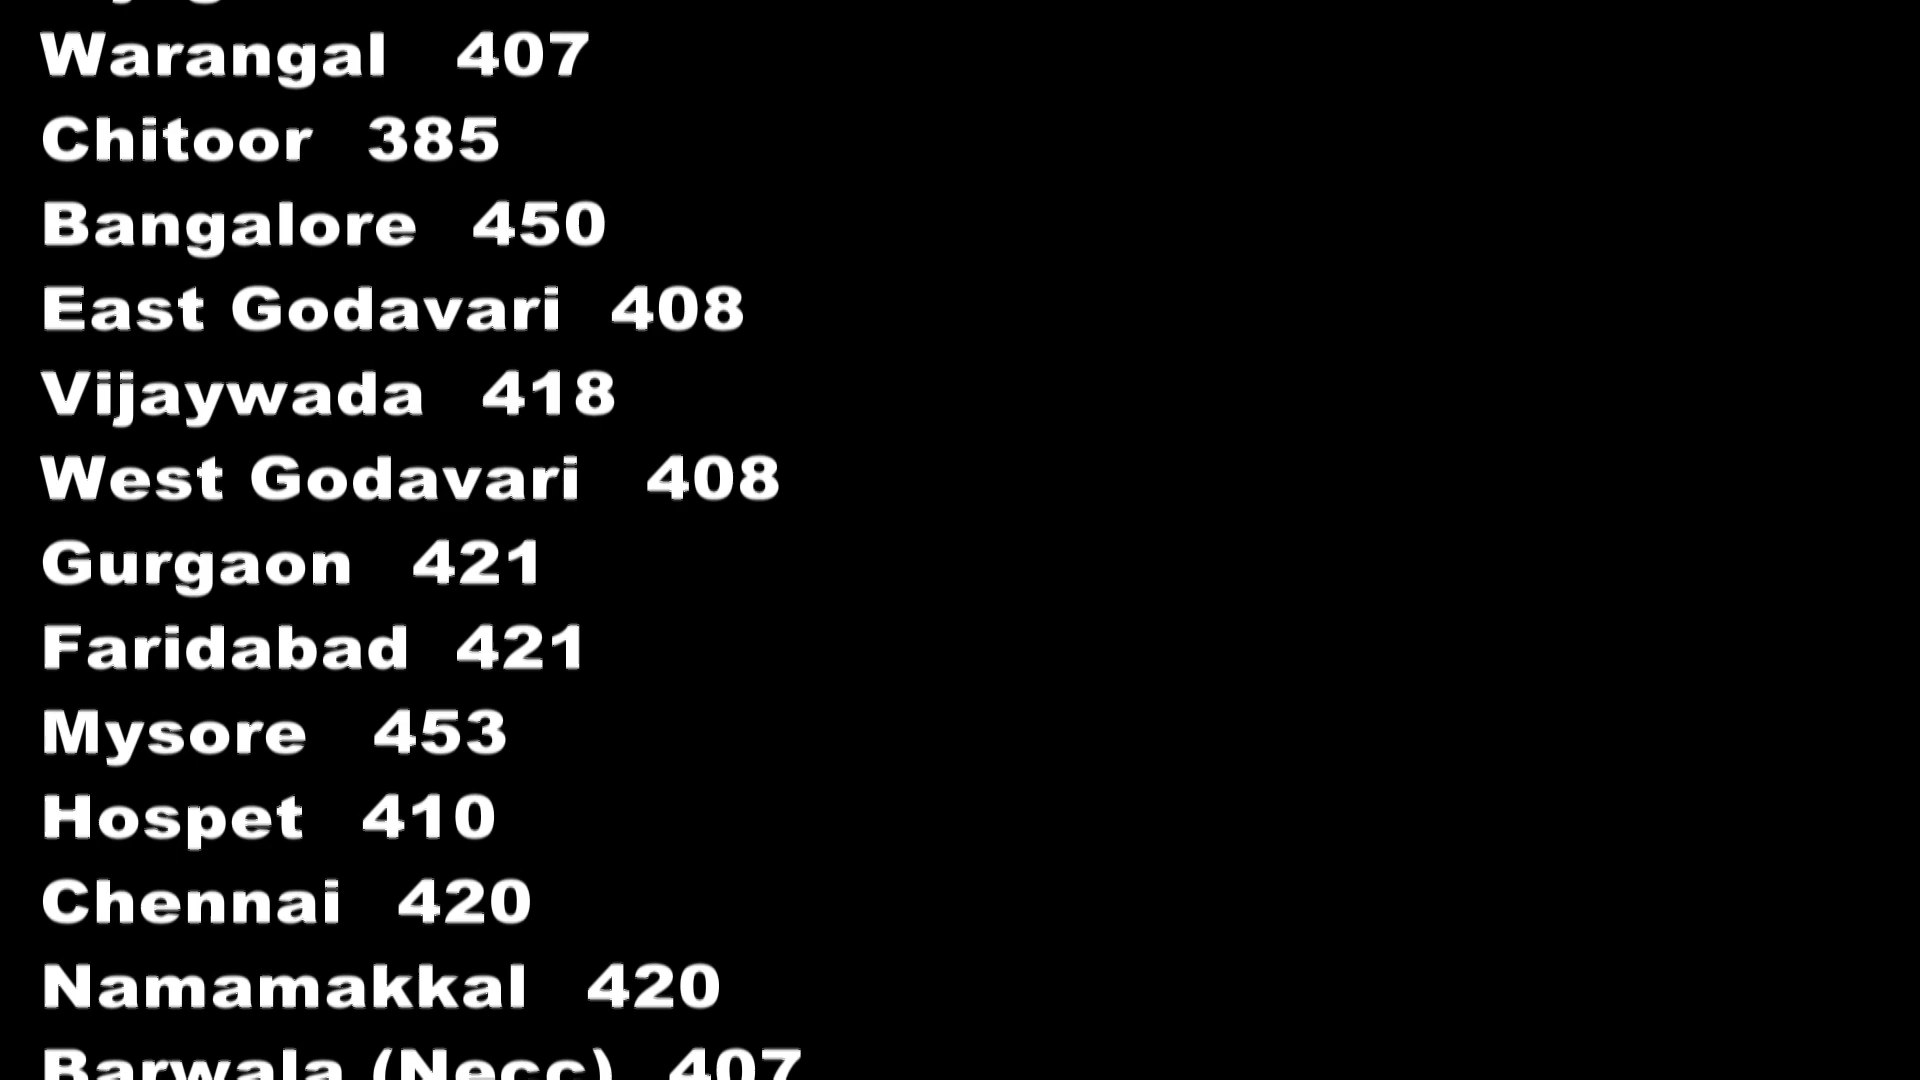 Warangal 407
Chitoor 385
Bangalore 450
East Godavari 408
Vijaywada 418
West Godavari 408
Gurgaon 421
Faridabad 421
Mysore 453
Hospet 410
Chennai 420
Namamakkal 420
Barwala (Necc) 407